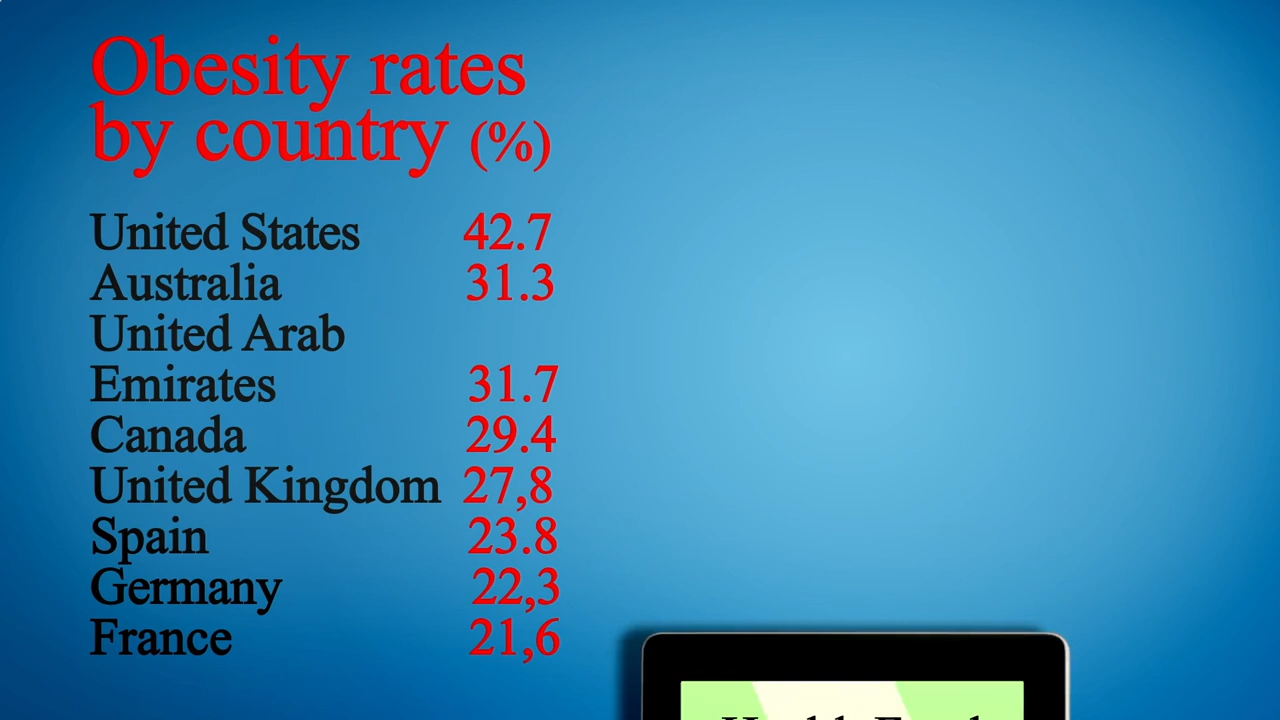 Obesity rates
by country (%)
United States 42.7
Australia 31.3
United Arab
Emirates 31.7
Canada 29.4
United Kingdom 27,8
Spain 23.8
Germany 22,3
France 21,6